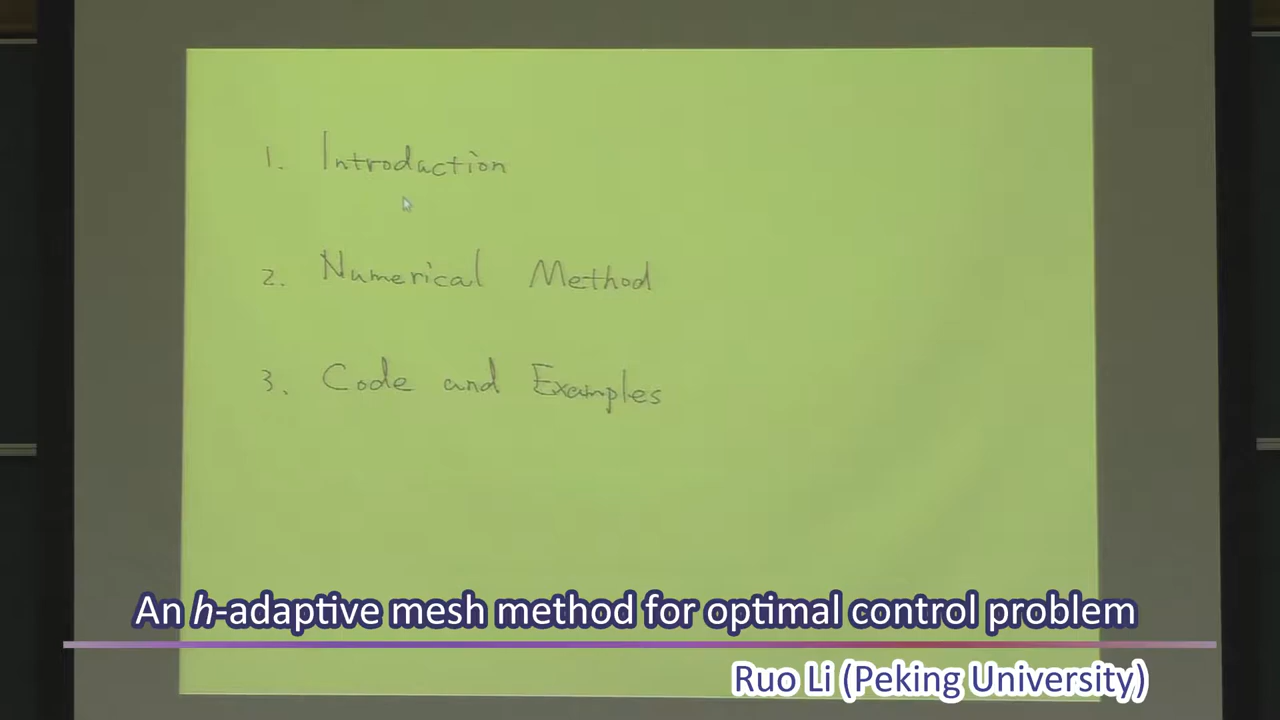 1. Introduction
2. Numerical Method
3. Code and Examples
An h-adaptive mesh method for optimal control problem
Ruo Li (Peking University)